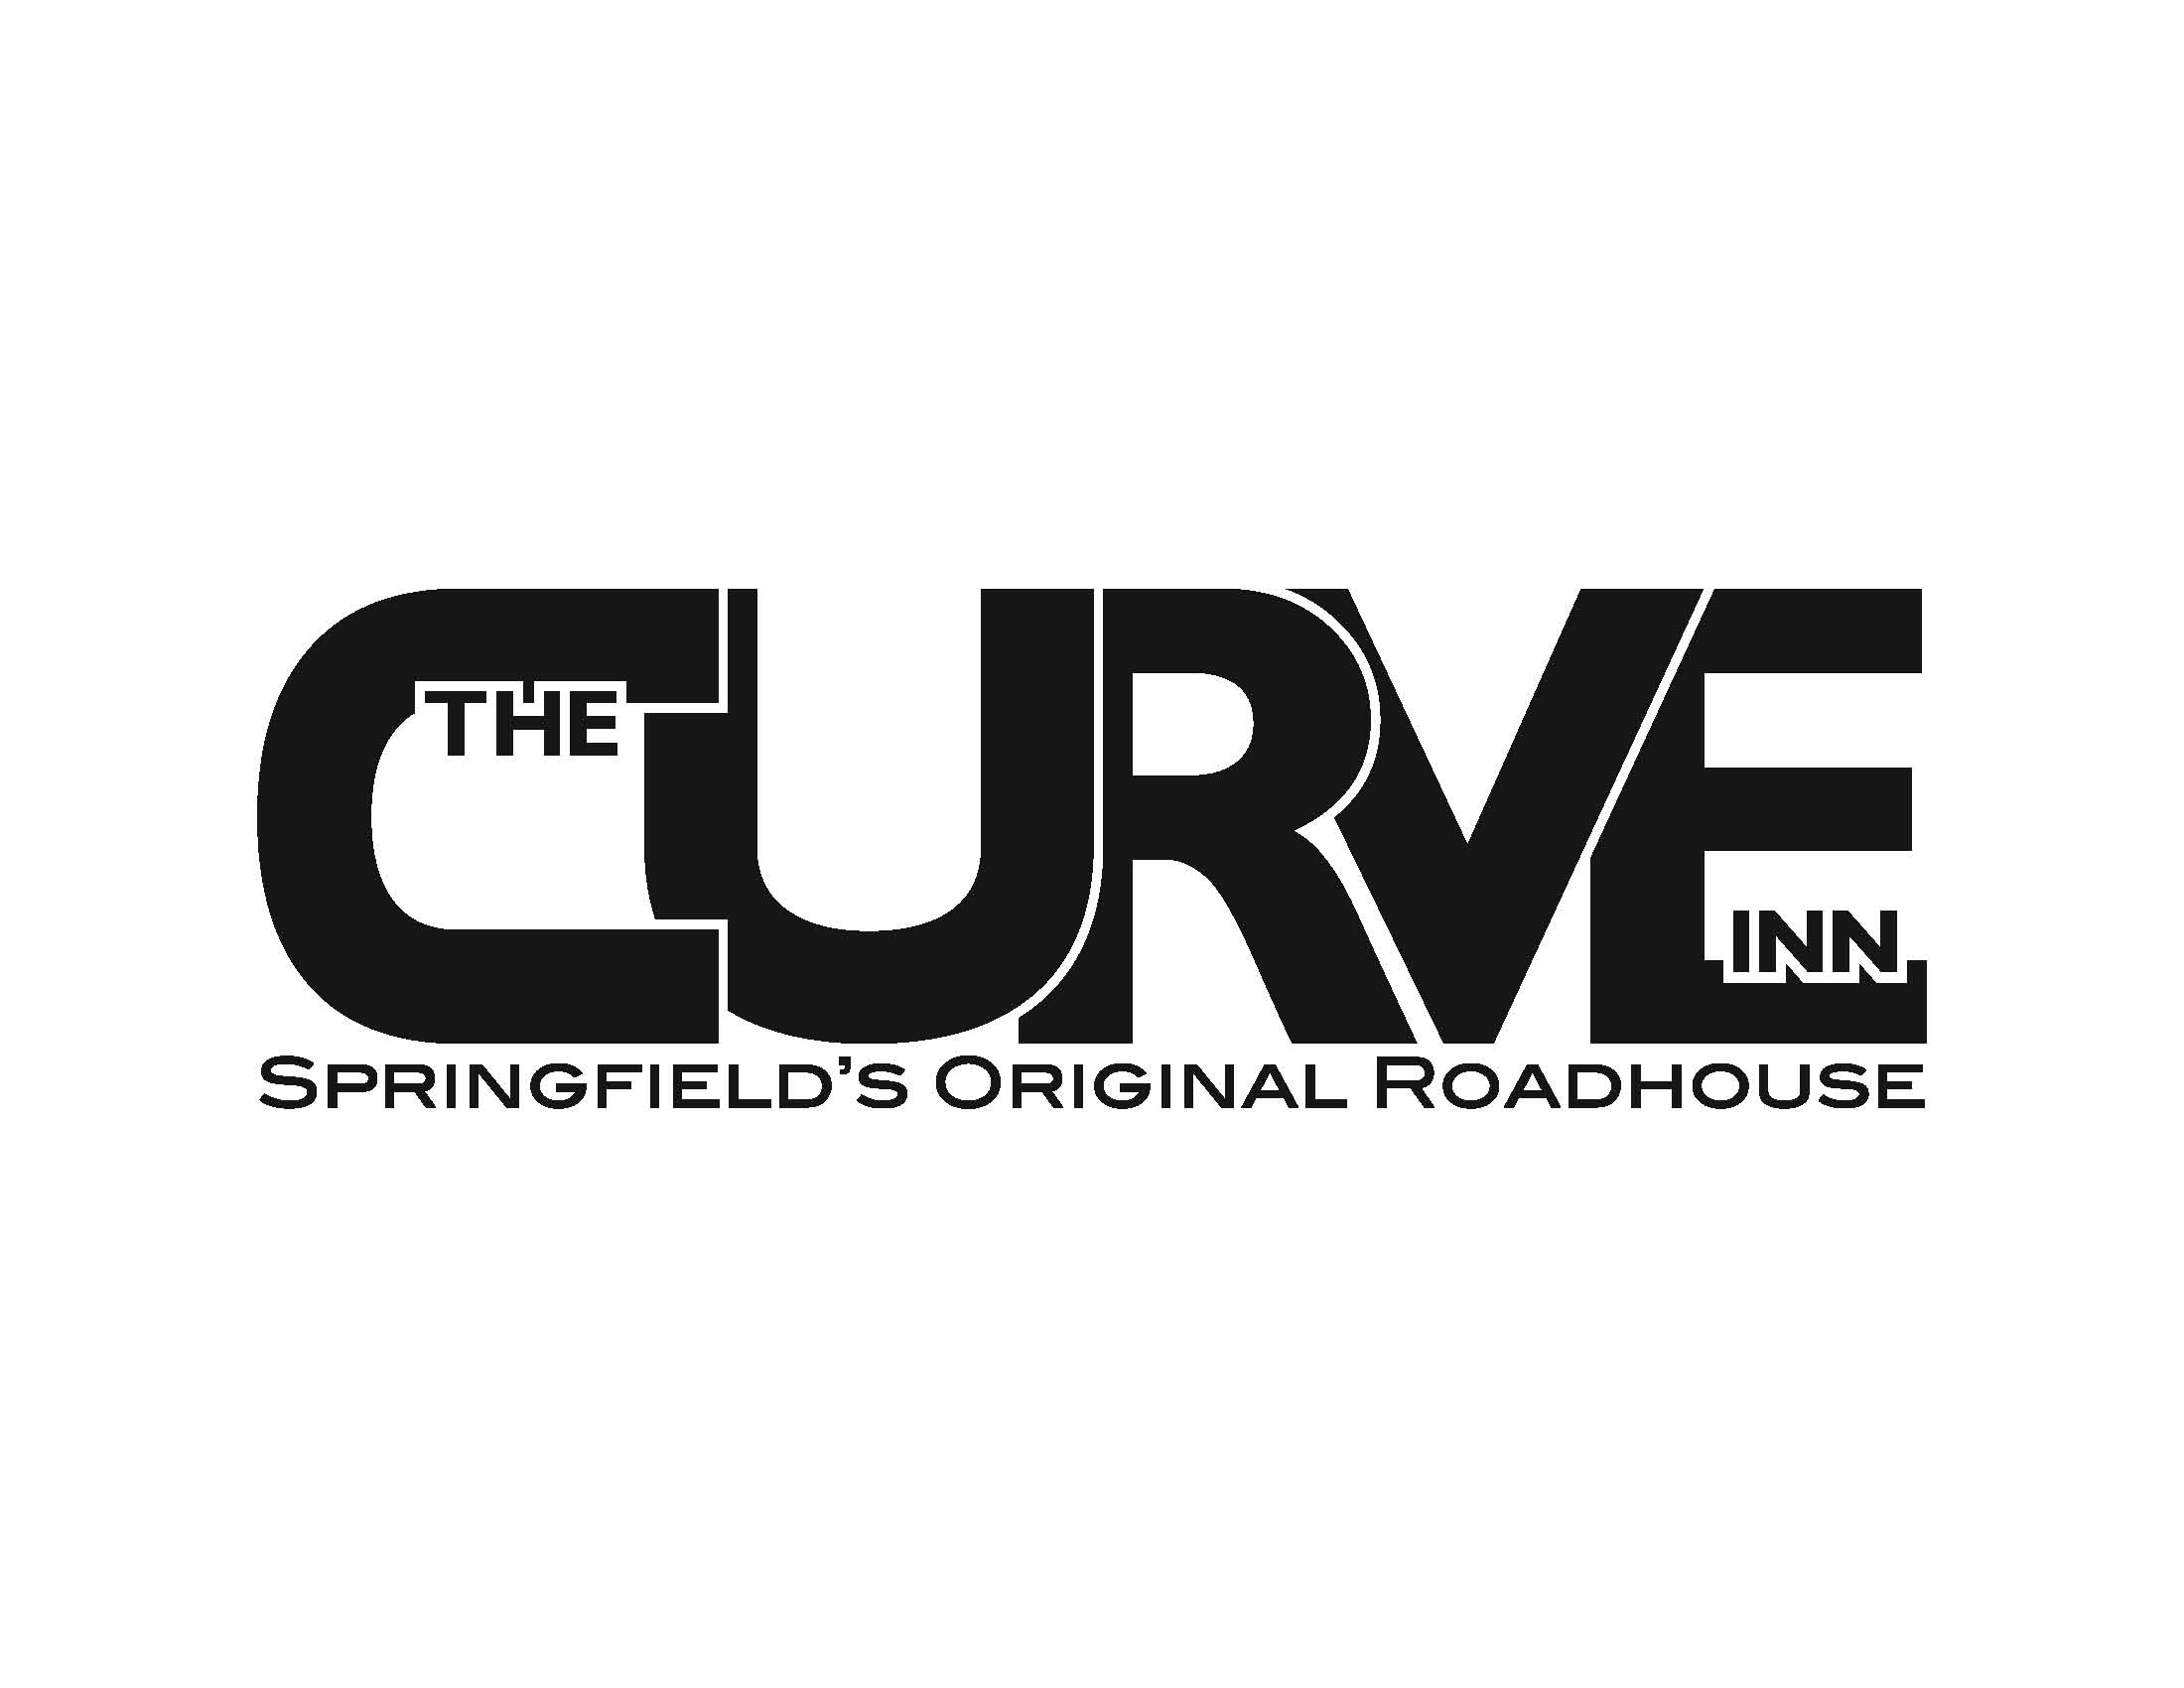 THE
CURVE
INN
SPRINGFIELD'S ORIGINAL ROADHOUSE